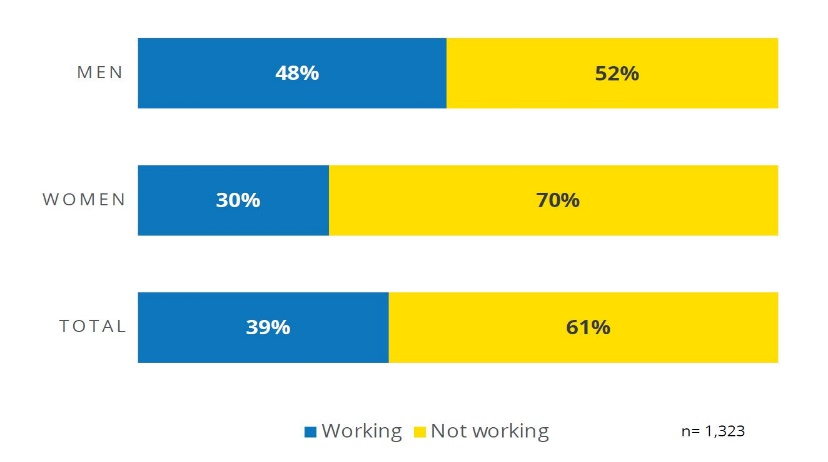 MEN 48% 52%
WOMEN 30% 70%
TOTAL 39% 61%
Working Not working n= 1,323